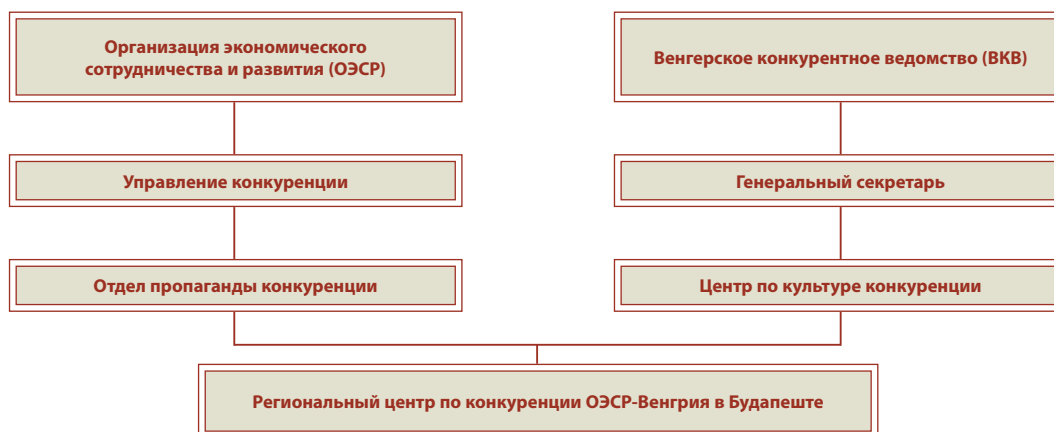 Организация экономического
сотрудничества и развития (ОЭСР)
Венгерское конкурентное ведомство (ВКВ)
Управление конкуренции
Генеральный секретарь
Отдел пропаганды конкуренции
Центр по культуре конкуренции
Региональный центр по конкуренции ОЭСР-Венгрия в Будапеште